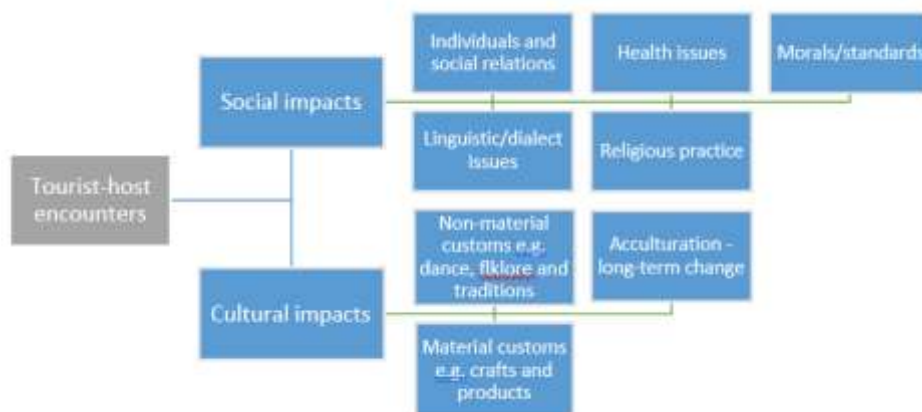 Individuals and
social relations
Health issues
Morals/standards
Social impacts
Linguistic/dialect
Issues
Religious practice
Tourist-host
encounters
Non-material
customs e.g.
dance, flklore and
traditions
Acculturation -
long-term change
Cultural impacts
Material customs
e.g. crafts and
products